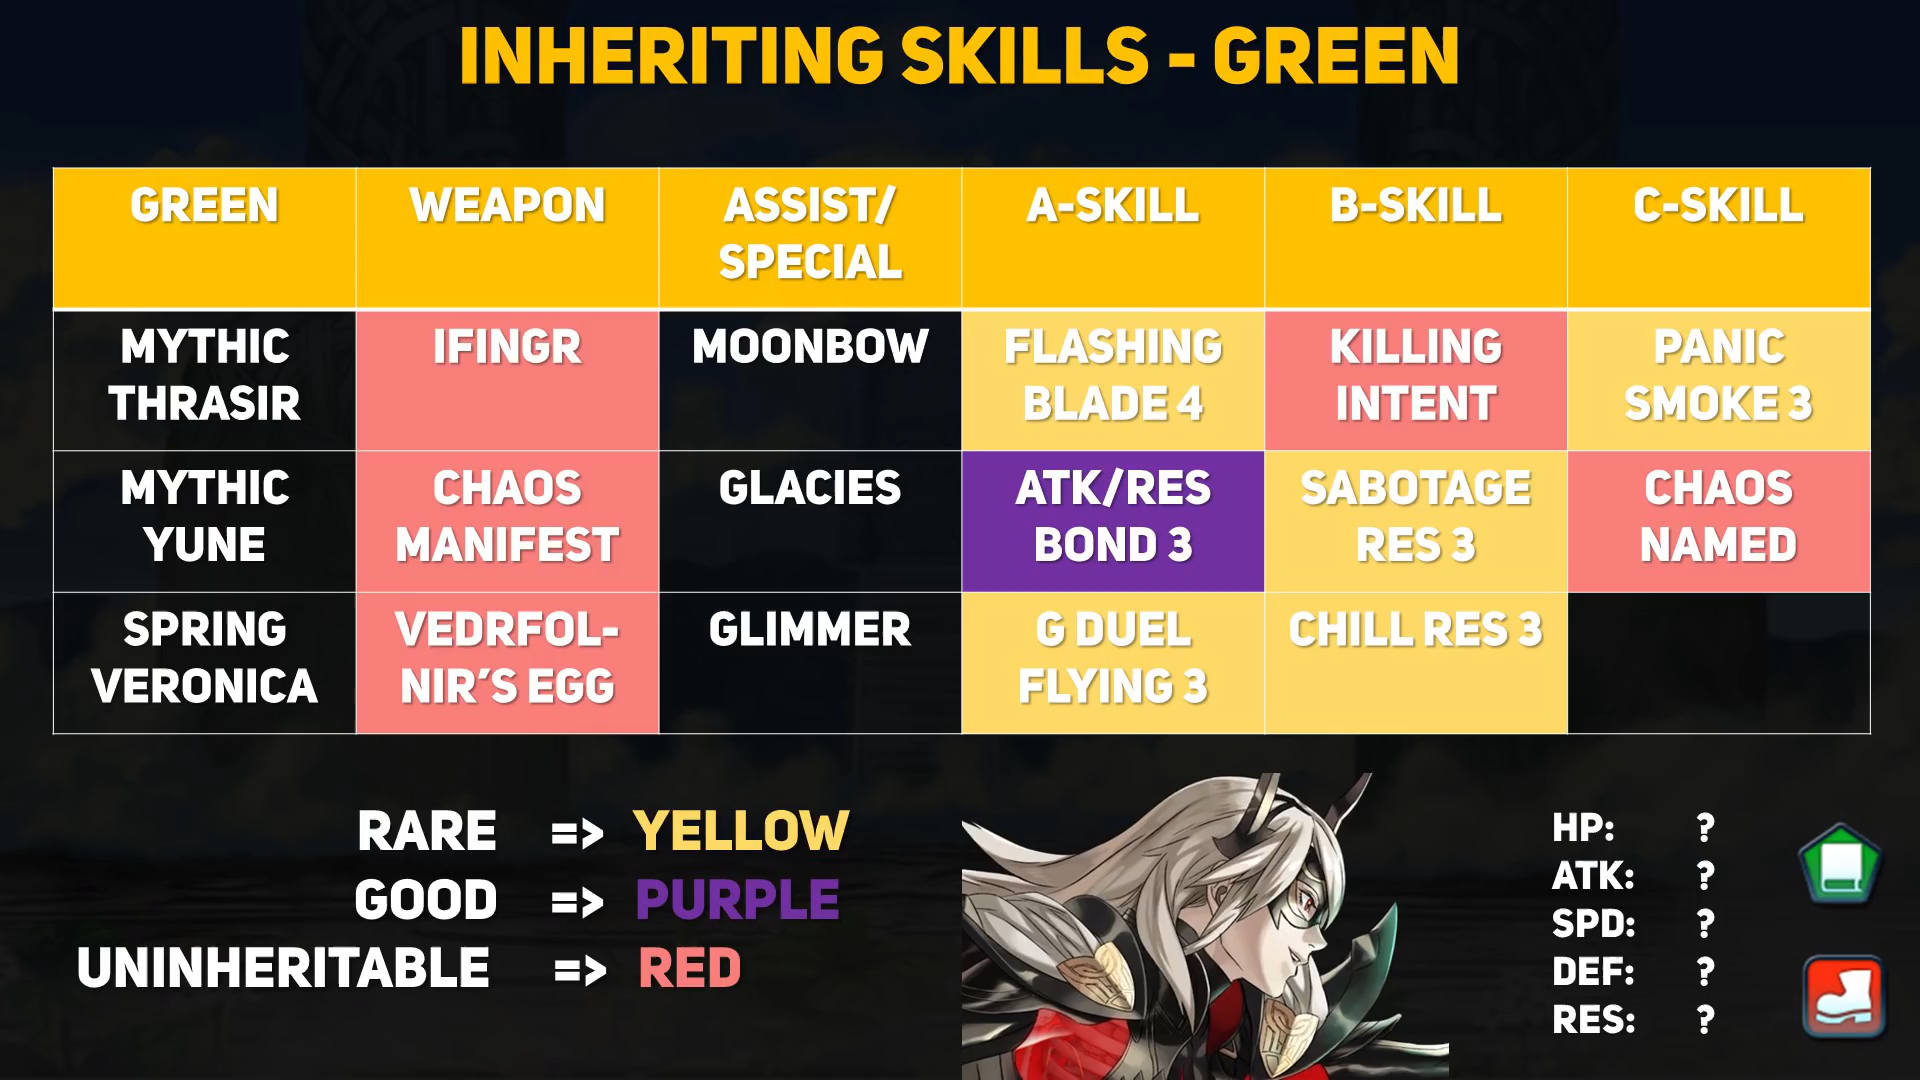 INHERITING SKILLS - GREEN
GREEN
WEAPON
ASSIST/
SPECIAL
A-SKILL
B-SKILL
C-SKILL
MYTHIC
THRASIR
IFINGR
MOONBOW
FLASHING
BLADE 4
KILLING
INTENT
PANIC
SMOKE 3
MYTHIC
YUNE
CHAOS
MANIFEST
GLACIES
ATK/RES
BOND 3
SABOTAGE
RES 3
CHAOS
NAMED
SPRING
VERONICA
VEDRFOL-
NIR'S EGG
GLIMMER
G DUEL
FLYING 3
CHILL RES 3
RARE => YELLOW
GOOD => PURPLE
UNINHERITABLE => RED
HP: ?
ATK: ?
SPD: ?
DEF: ?
RES: ?